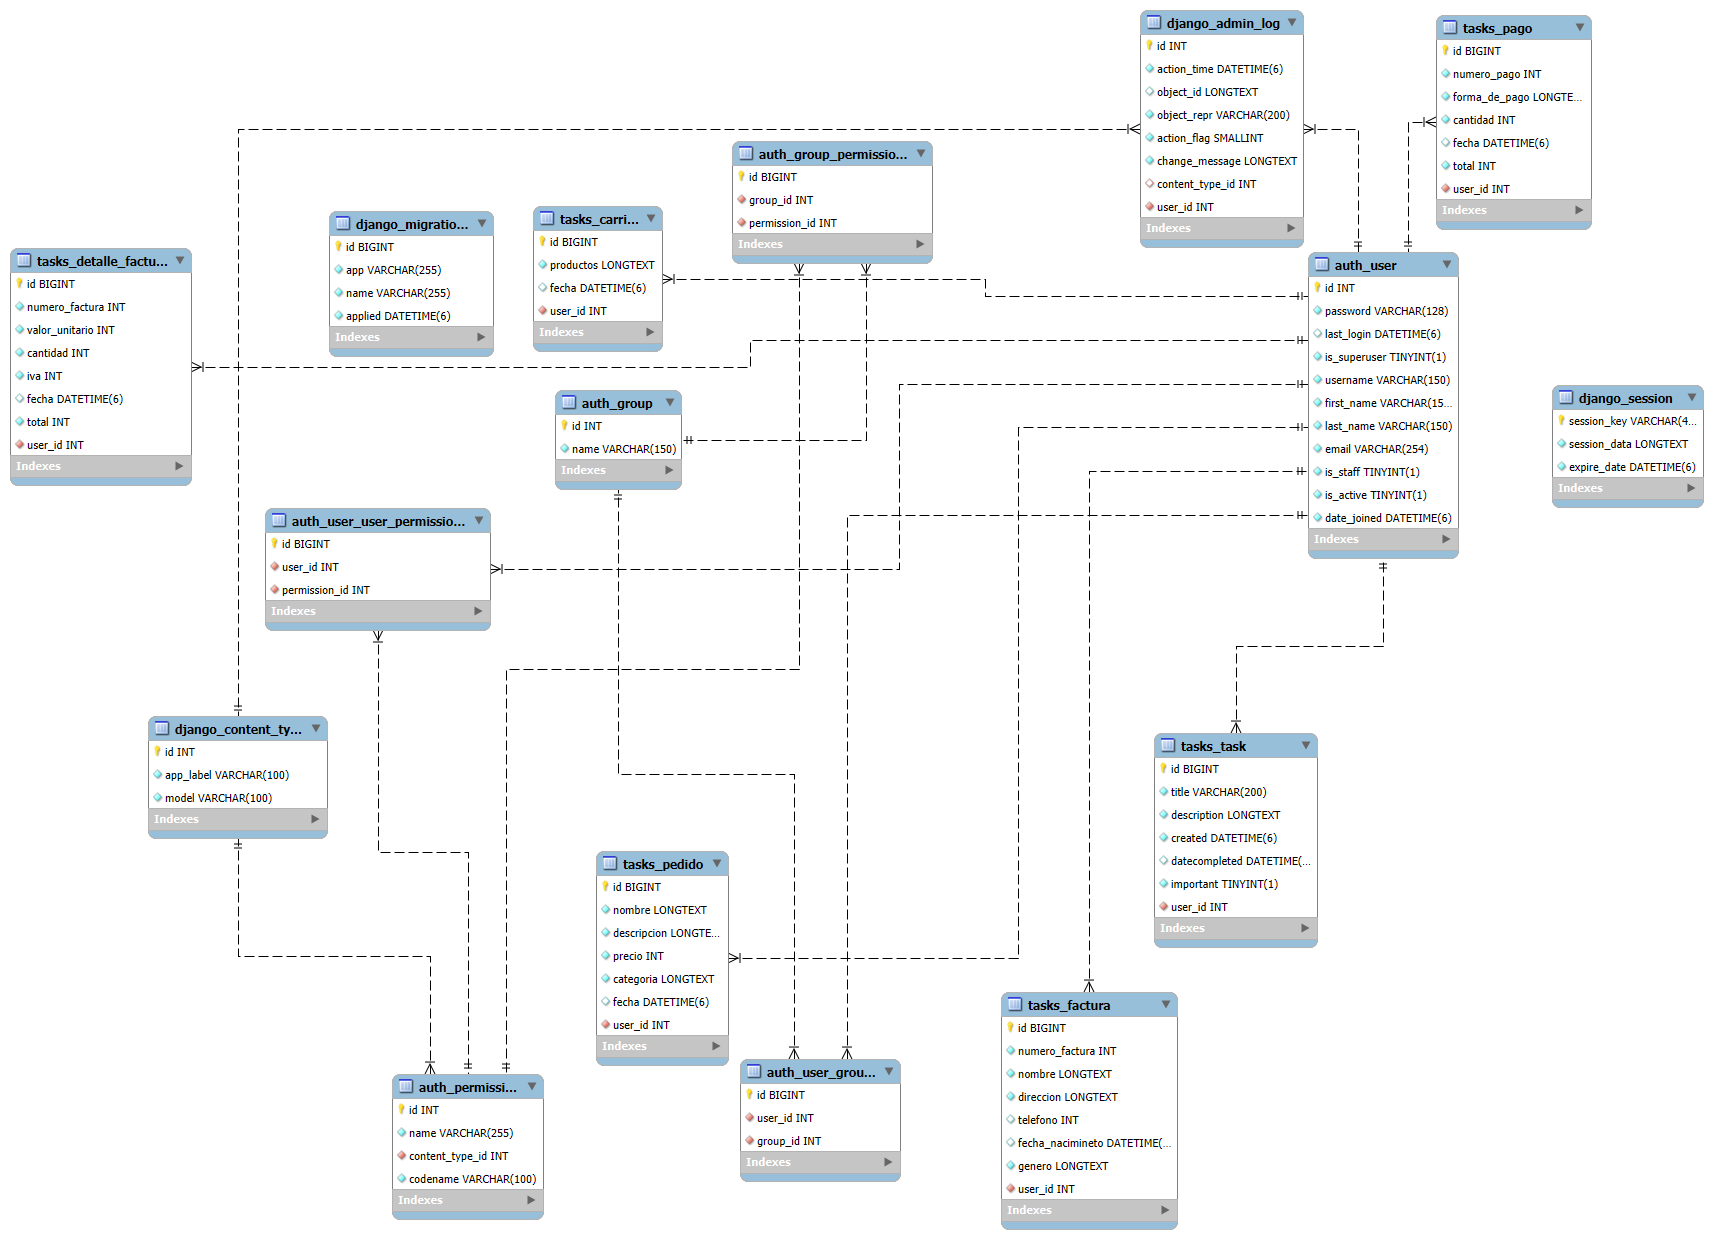 django_admin_log
id INT
action_time DATETIME(6)
object_id LONGTEXT
object_repr VARCHAR(200)
action_flag SMALLINT
change_message LONGTEXT
content_type_id INT
user_id INT
Indexes
tasks_pago
id BIGINT
numero_pago INT
forma_de_pago LONGTE...
cantidad INT
fecha DATETIME(6)
total INT
user_id INT
Indexes
auth_group_permissio...
id BIGINT
group_id INT
permission_id INT
Indexes
tasks_carri...
id BIGINT
productos LONGTEXT
fecha DATETIME(6)
user_id INT
Indexes
django_migratio...
id BIGINT
app VARCHAR(255)
name VARCHAR(255)
applied DATETIME(6)
Indexes
tasks_detalle_factu...
id BIGINT
numero_factura INT
valor_unitario INT
cantidad INT
iva INT
fecha DATETIME(6)
total INT
user_id INT
Indexes
auth_user
id INT
password VARCHAR(128)
last_login DATETIME(6)
is_superuser TINYINT(1)
username VARCHAR(150)
first_name VARCHAR(15...
last_name VARCHAR(150)
email VARCHAR(254)
is_staff TINYINT(1)
is_active TINYINT(1)
date_joined DATETIME(6)
Indexes
django_session
session_key VARCHAR(4...
session_data LONGTEXT
expire_date DATETIME(6)
Indexes
auth_group
id INT
name VARCHAR(150)
Indexes
auth_user_user_permissio...
id BIGINT
user_id INT
permission_id INT
Indexes
django_content_ty...
id INT
app_label VARCHAR(100)
model VARCHAR(100)
Indexes
tasks_task
id BIGINT
title VARCHAR(200)
description LONGTEXT
created DATETIME(6)
datecompleted DATETIME(...
important TINYINT(1)
user_id INT
Indexes
tasks_pedido
id BIGINT
nombre LONGTEXT
descripcion LONGTE...
precio INT
categoria LONGTEXT
fecha DATETIME(6)
user_id INT
Indexes
tasks_factura
id BIGINT
numero_factura INT
nombre LONGTEXT
direccion LONGTEXT
telefono INT
fecha_nacimineto DATETIME(...
genero LONGTEXT
user_id INT
Indexes
auth_user_grou...
id BIGINT
user_id INT
group_id INT
Indexes
auth_permissi...
id INT
name VARCHAR(255)
content_type_id INT
codename VARCHAR(100)
Indexes